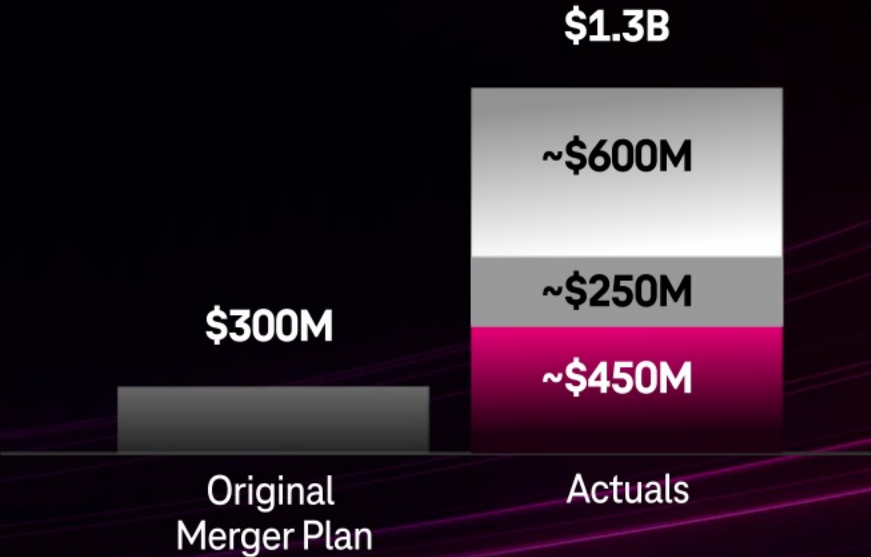 $1.3B
~$600M
~$250M
$300M
~$450M
Original
Merger Plan
Actuals